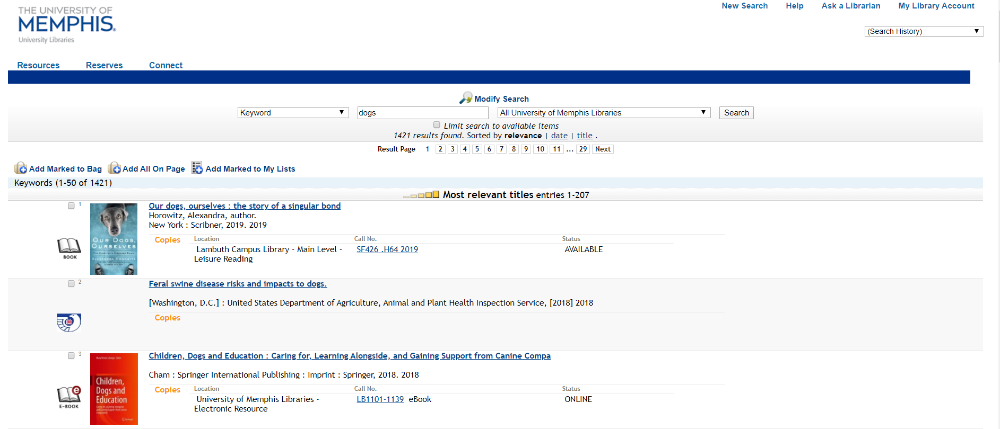 THE UNIVERSITY OF
MEMPHIS.
University Libraries
New Search Help Ask a Librarian My Library Account
(Search History)
Resources Reserves Connect
Modify Search
Keyword dogs All University of Memphis Libraries Search
Limit search to available items
1421 results found. Sorted by relevance | date | title .
Result Page 1 2 3 4 5 6 7 8 9 10 11 ... 29 Next
Add Marked to Bag Add All On Page Add Marked to My Lists
Keywords (1-50 of 1421)
Most relevant titles entries 1-207
1
Our dogs, ourselves : the story of a singular bond
Horowitz, Alexandra, author.
New York : Scribner, 2019. 2019
Copies Location Call No. Status
Lambuth Campus Library - Main Level - SF426 .H64 2019 AVAILABLE
Leisure Reading
BOOK
OUR DOGS,
OURSELVES
THE STORY OF A SINGULAR BOND
ALEXANDRA HOROWITZ
2
Feral swine disease risks and impacts to dogs.
[Washington, D.C.] : United States Department of Agriculture, Animal and Plant Health Inspection Service, [2018] 2018
Copies
3
Children, Dogs and Education : Caring for, Learning Alongside, and Gaining Support from Canine Compa
Cham : Springer International Publishing : Imprint : Springer, 2018. 2018
Copies Location Call No. Status
University of Memphis Libraries - LB1101-1139 eBook ONLINE
Electronic Resource
e
E-BOOK
Children,
Dogs and
Education
Springer